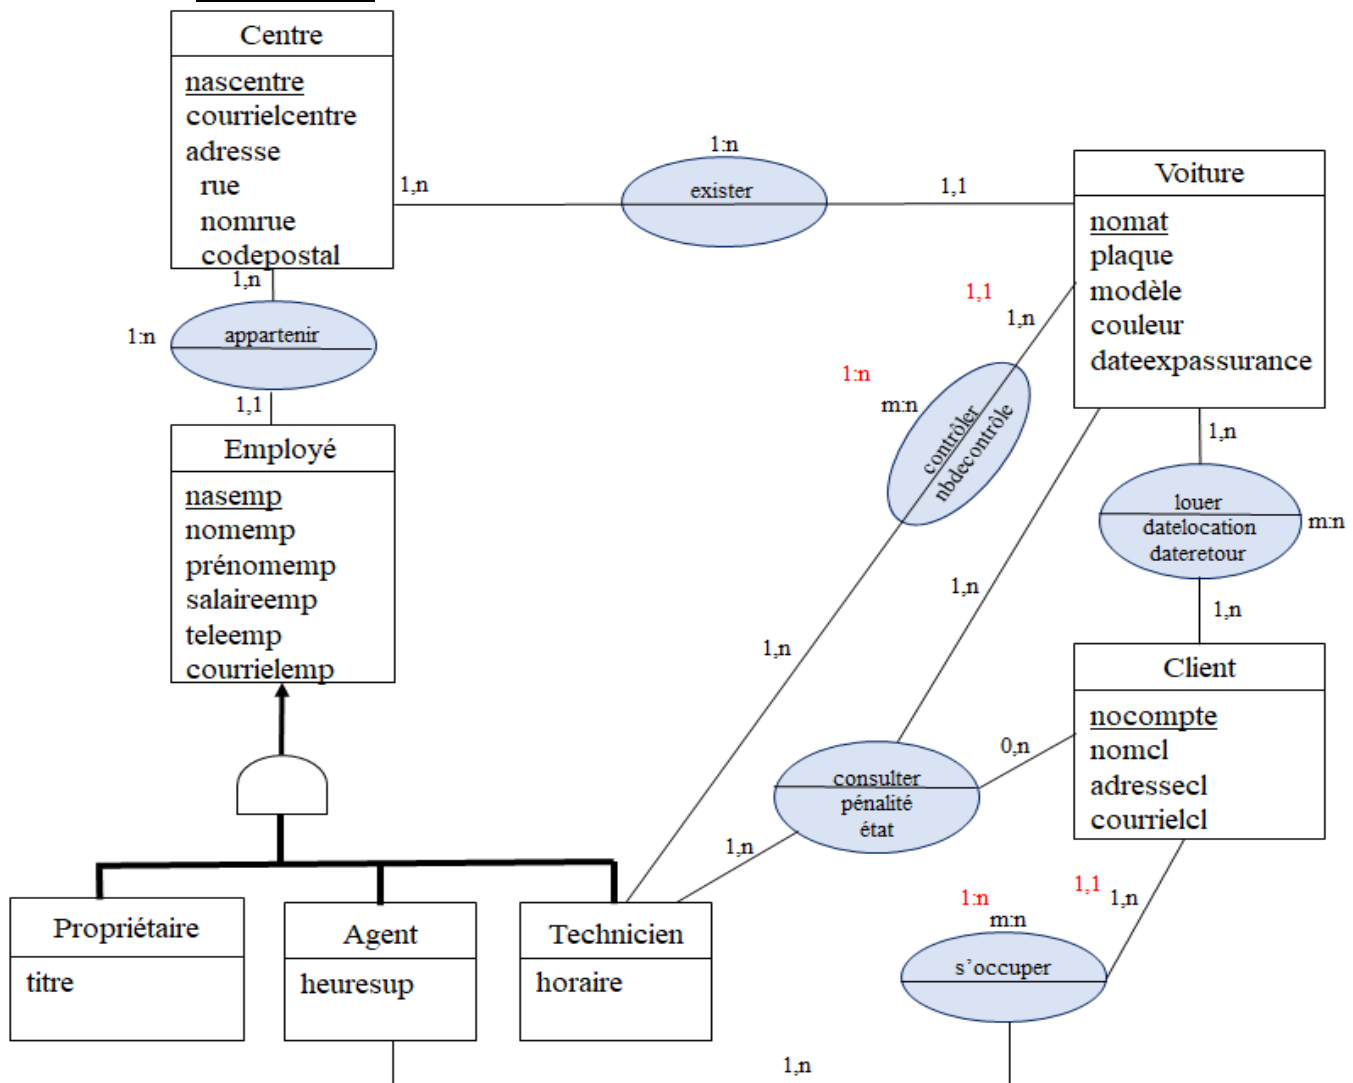 Centre
nascentre
courrielcentre
adresse
rue
nomrue
codepostal
1,n
1:n
exister
1,1
Voiture
nomat
plaque
modèle
couleur
dateexpassurance
1,n
1:n
appartenir
1,1
1,1
1,n
1:n
m:n
contrôler
nbdecontrôle
1,n
Employé
nasemp
nomemp
prénomemp
salaireemp
teleemp
courrielemp
1,n
louer
datelocation
dateretour
m:n
1,n
1,n
Client
nocompte
nomcl
adressecl
courrielcl
0,n
consulter
pénalité
état
1,n
1,1
1,n
1:n
m:n
s’occuper
Propriétaire
titre
Agent
heuresup
Technicien
horaire
1,n